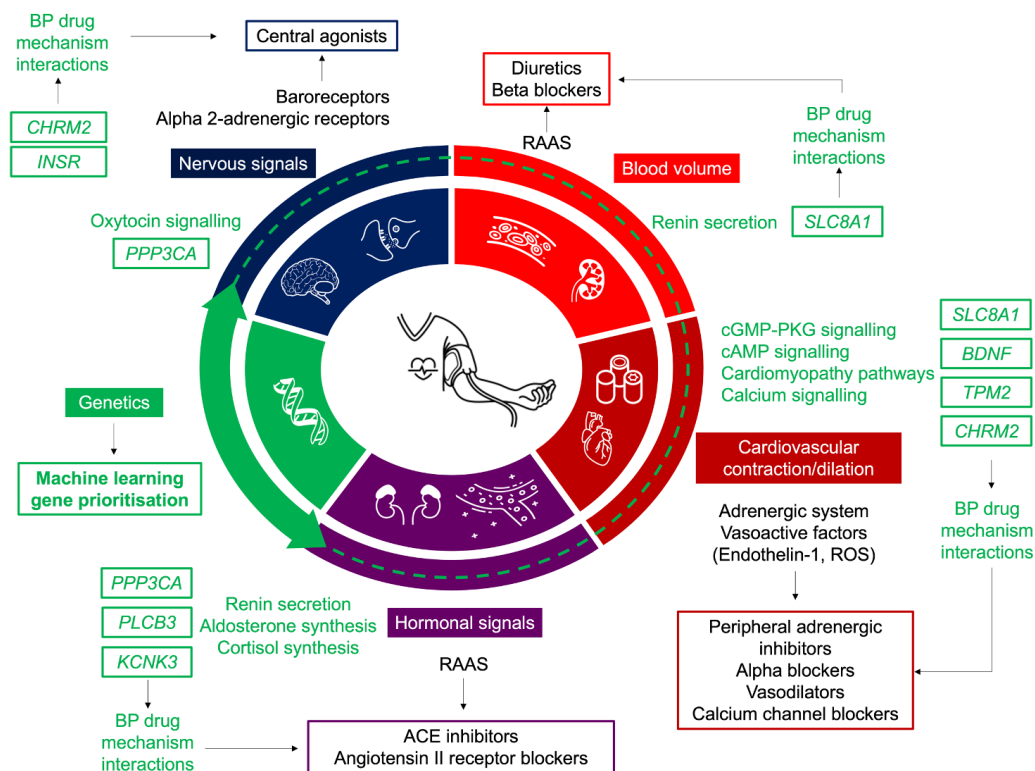 BP drug
mechanism
interactions
CHRM2
INSR
Central agonists
Baroreceptors
Alpha 2-adrenergic receptors
Nervous signals
Oxytocin signalling
PPP3CA
Diuretics
Beta blockers
RAAS
Blood volume
BP drug
mechanism
interactions
Renin secretion
SLC8A1
cGMP-PKG signalling
cAMP signalling
Cardiomyopathy pathways
Calcium signalling
SLC8A1
BDNF
TPM2
CHRM2
Cardiovascular
contraction/dilation
Adrenergic system
Vasoactive factors
(Endothelin-1, ROS)
BP drug
mechanism
interactions
Peripheral adrenergic
inhibitors
Alpha blockers
Vasodilators
Calcium channel blockers
Genetics
Machine learning
gene prioritisation
PPP3CA
PLCB3
KCNK3
Renin secretion
Aldosterone synthesis
Cortisol synthesis
Hormonal signals
RAAS
BP drug
mechanism
interactions
ACE inhibitors
Angiotensin II receptor blockers